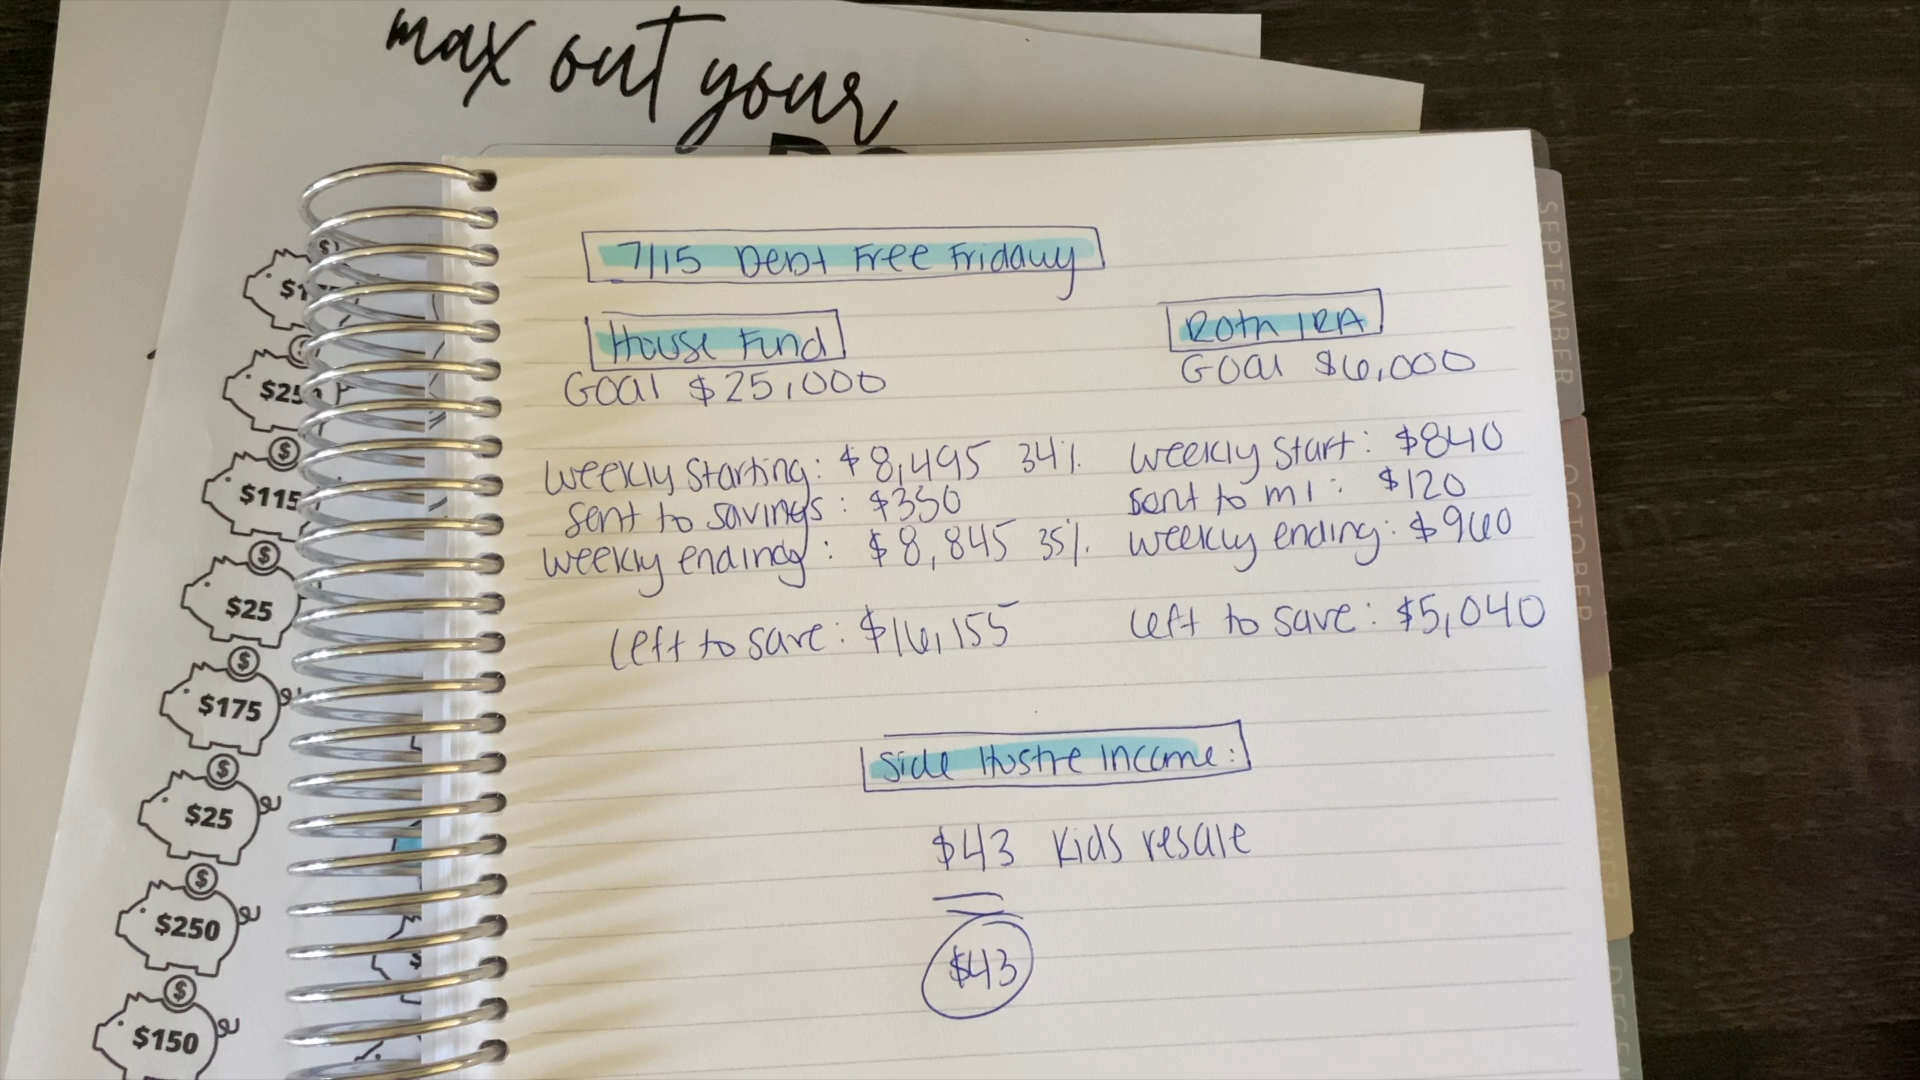 max out your
7/15 Debt Free Friday
House Fund
Goal $25,000
weekly starting: $8,495 34%
sent to savings: $350
weekly ending: $8,845 35%
left to save: $16,155
Roth IRA
Goal $6,000
weekly start: $840
sent to m1: $120
weekly ending: $960
left to save: $5,040
Side Hustle Income:
$43 Kids resale
$43
$115
$25
$175
$25
$250
$150
SEPTEMBER
OCTOBER
NOVEMBER